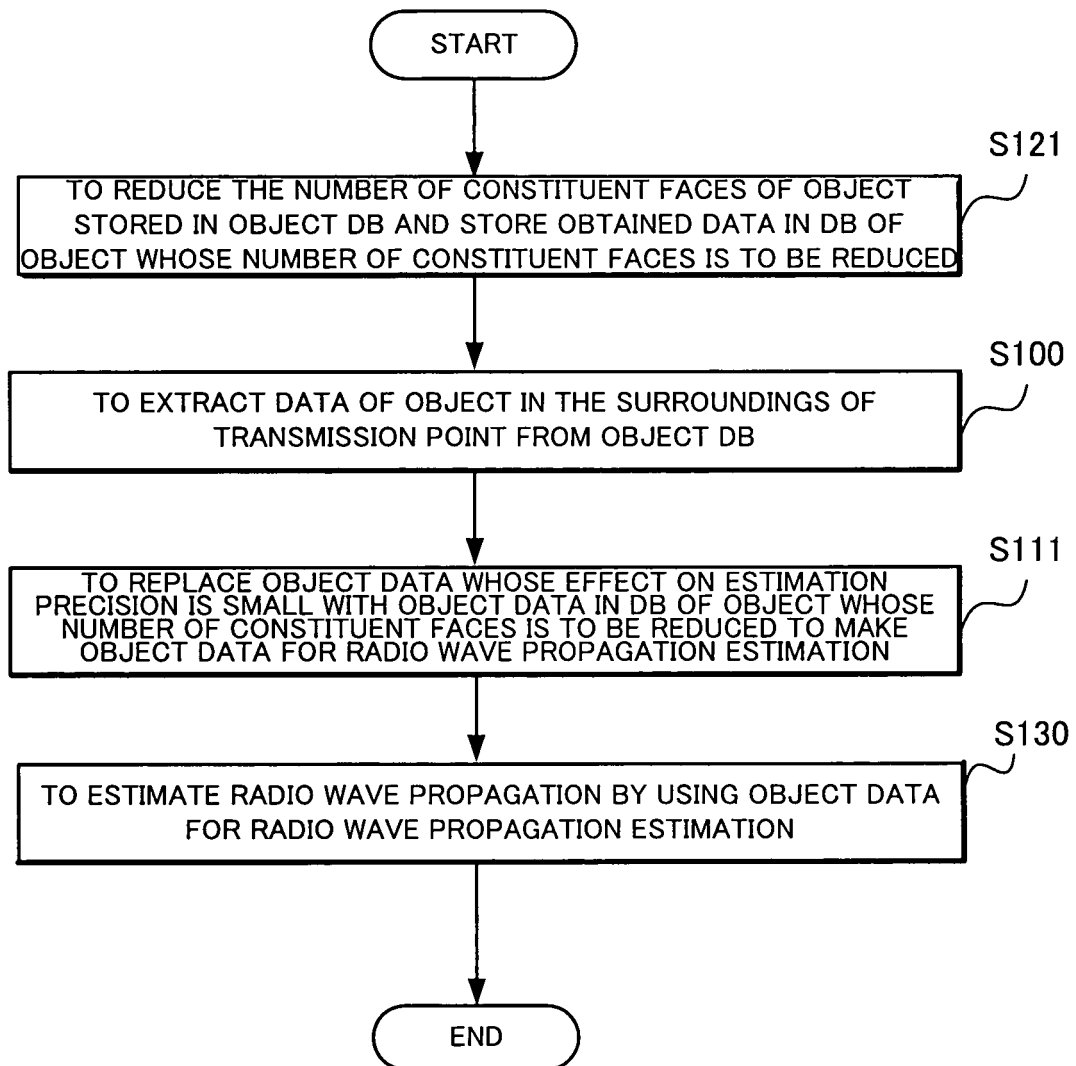 START
S121
TO REDUCE THE NUMBER OF CONSTITUENT FACES OF OBJECT
STORED IN OBJECT DB AND STORE OBTAINED DATA IN DB OF
OBJECT WHOSE NUMBER OF CONSTITUENT FACES IS TO BE REDUCED
S100
TO EXTRACT DATA OF OBJECT IN THE SURROUNDINGS OF
TRANSMISSION POINT FROM OBJECT DB
S111
TO REPLACE OBJECT DATA WHOSE EFFECT ON ESTIMATION
PRECISION IS SMALL WITH OBJECT DATA IN DB OF OBJECT WHOSE
NUMBER OF CONSTITUENT FACES IS TO BE REDUCED TO MAKE
OBJECT DATA FOR RADIO WAVE PROPAGATION ESTIMATION
S130
TO ESTIMATE RADIO WAVE PROPAGATION BY USING OBJECT DATA
FOR RADIO WAVE PROPAGATION ESTIMATION
END